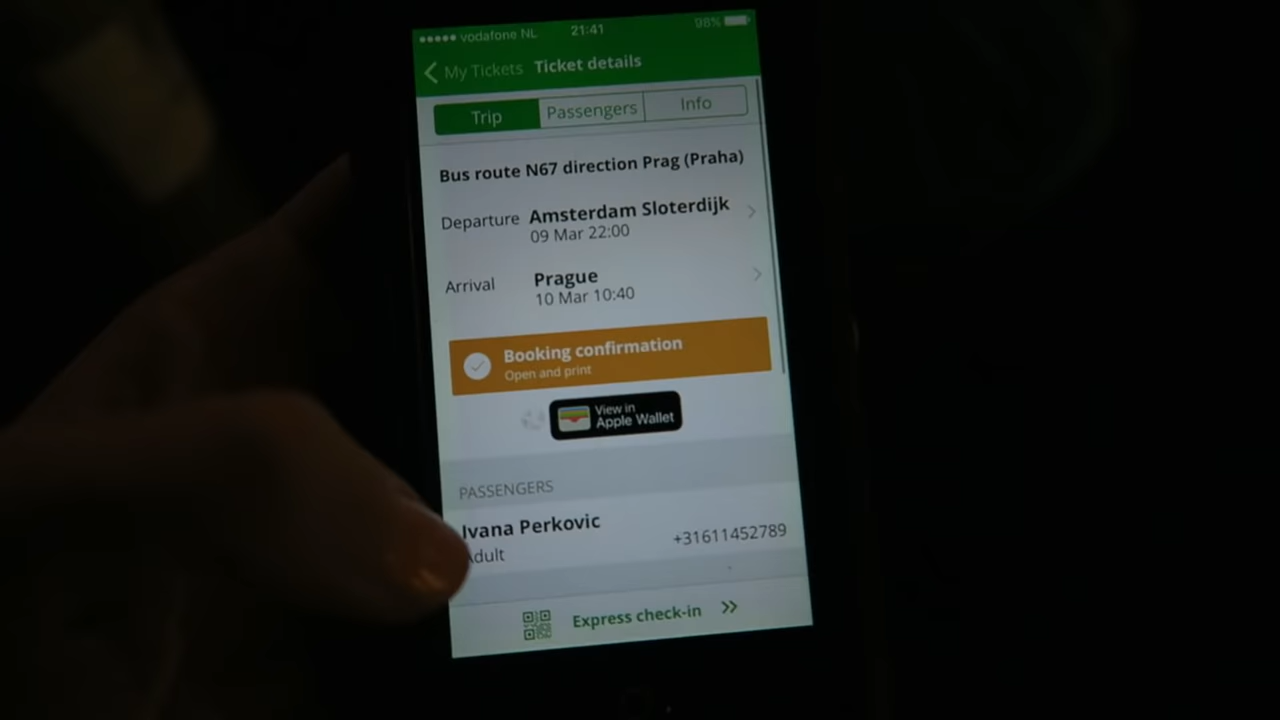 vodafone NL 21:41 98%
My Tickets Ticket details
Trip Passengers Info
Bus route N67 direction Prag (Praha)
Departure Amsterdam Sloterdijk
09 Mar 22:00
Arrival Prague
10 Mar 10:40
Booking confirmation
Open and print
View in
Apple Wallet
PASSENGERS
Ivana Perkovic
Adult +31611452789
Express check-in